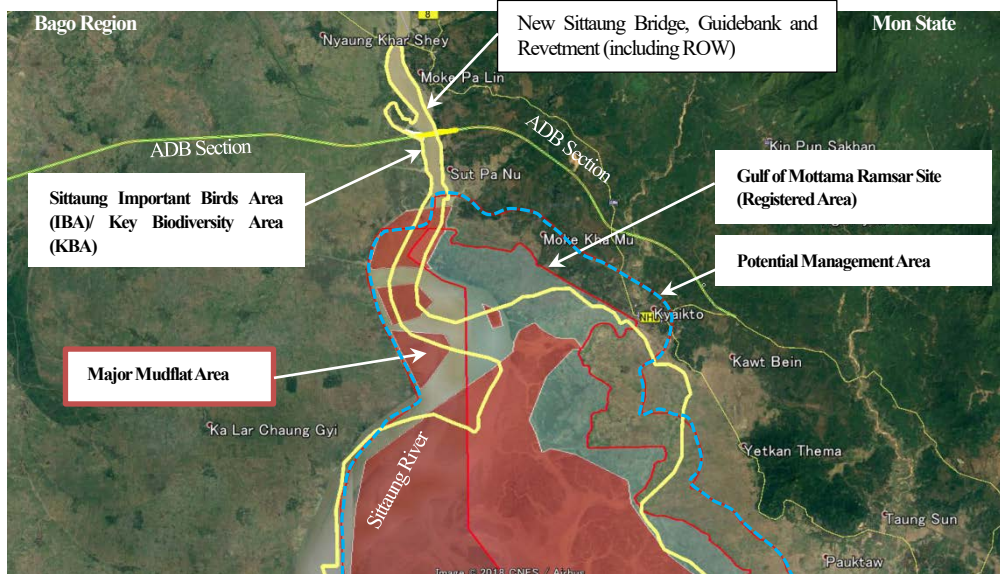 Bago Region
8
New Sittaung Bridge, Guidebank and
Revetment (including ROW)
Mon State
Nyaung Khar Shey
Moke Pa Lin
ADB Section
ADB Section
Kin Pun Sakhan
Sut Pa Nu
Sittaung Important Birds Area
(IBA)/ Key Biodiversity Area
(KBA)
Gulf of Mottama Ramsar Site
(Registered Area)
Moke Kha Mu
Potential Management Area
NH
Kyaikto
Major Mudflat Area
Kawt Bein
Ka Lar Chaung Gyi
Sittaung River
Yetkan Thema
Taung Sun
Pauktaw
Image © 2018 CNES / Airbus